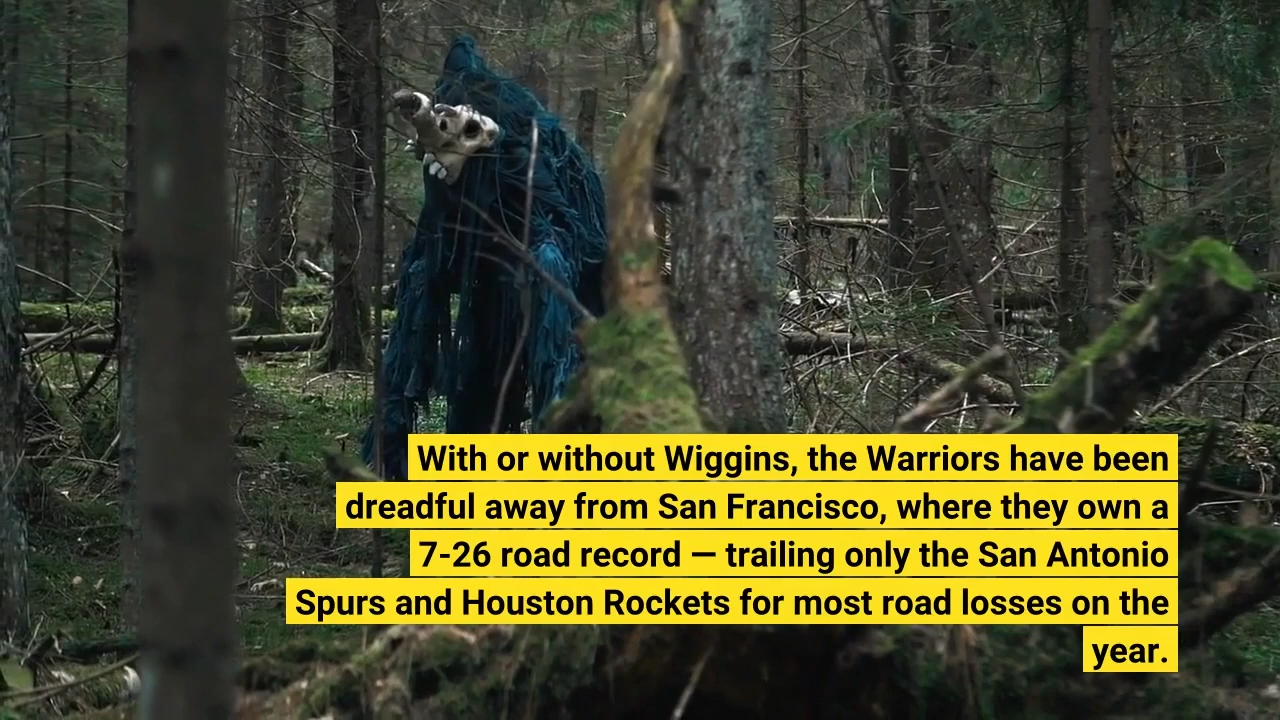 With or without Wiggins, the Warriors have been
dreadful away from San Francisco, where they own a
7-26 road record — trailing only the San Antonio
Spurs and Houston Rockets for most road losses on the
year.